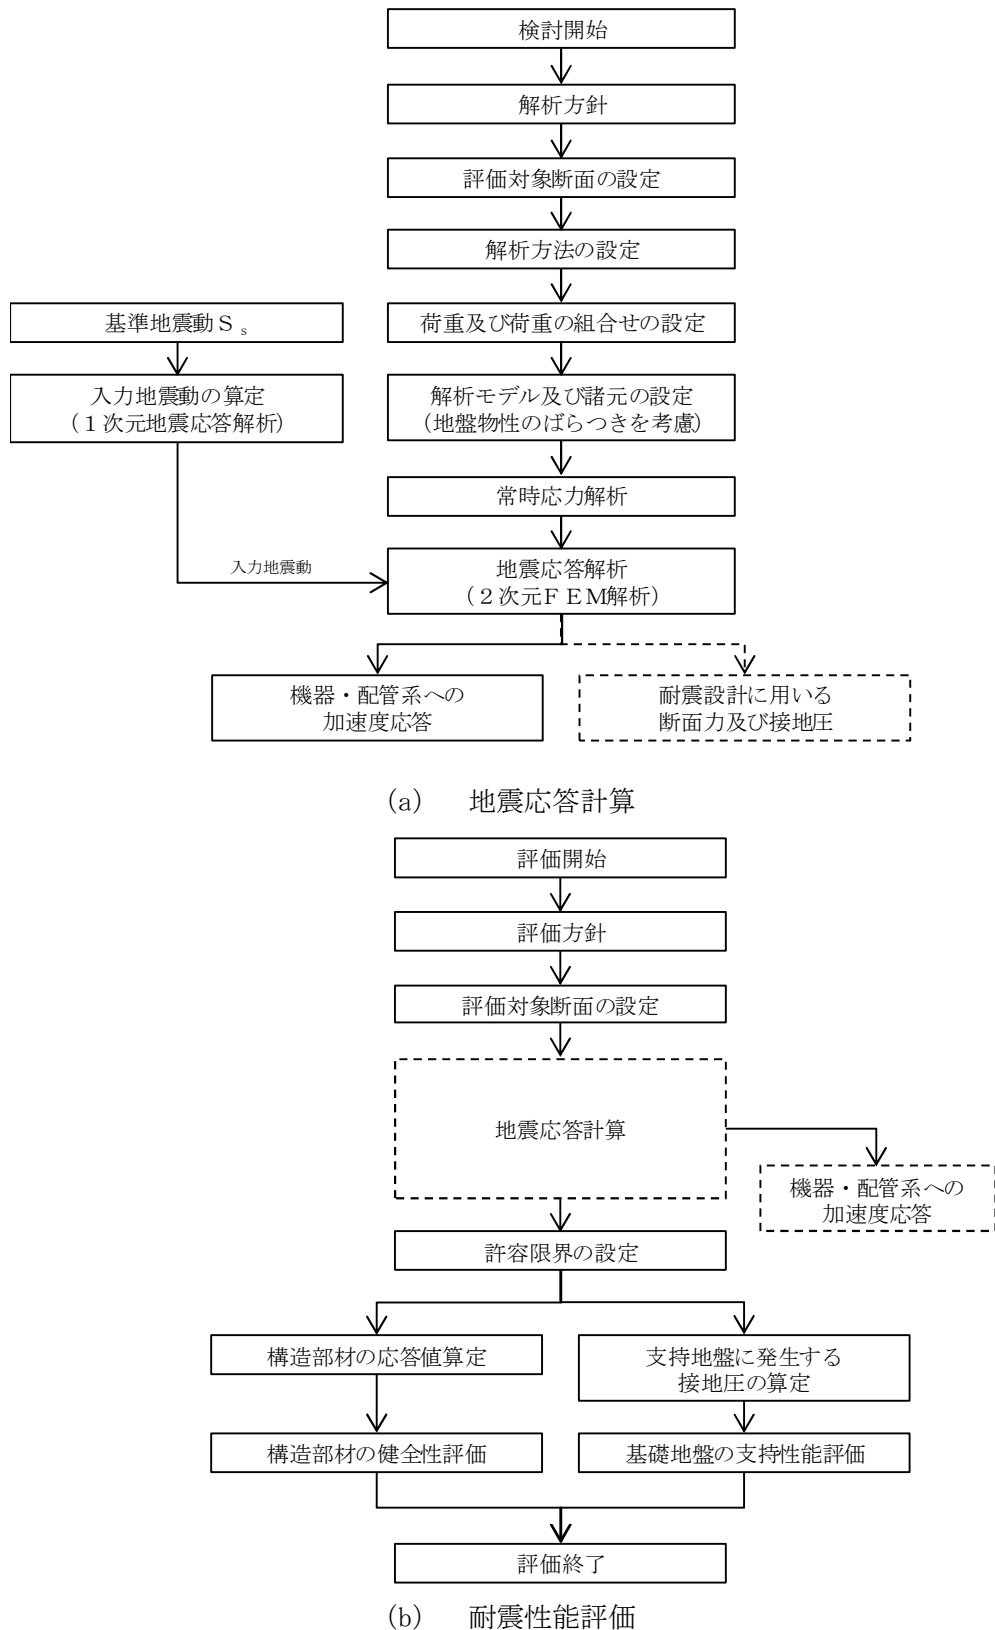 検討開始
解析方針
評価対象断面の設定
解析方法の設定
基準地震動Ｓｓ
荷重及び荷重の組合せの設定
入力地震動の算定
（１次元地震応答解析）
解析モデル及び諸元の設定
（地盤物性のばらつきを考慮）
常時応力解析
入力地震動
地震応答解析
（２次元ＦＥＭ解析）
機器・配管系への
加速度応答
耐震設計に用いる
断面力及び接地圧
(a) 地震応答計算
評価開始
評価方針
評価対象断面の設定
地震応答計算
機器・配管系への
加速度応答
許容限界の設定
構造部材の応答値算定
支持地盤に発生する
接地圧の算定
構造部材の健全性評価
基礎地盤の支持性能評価
評価終了
(b) 耐震性能評価